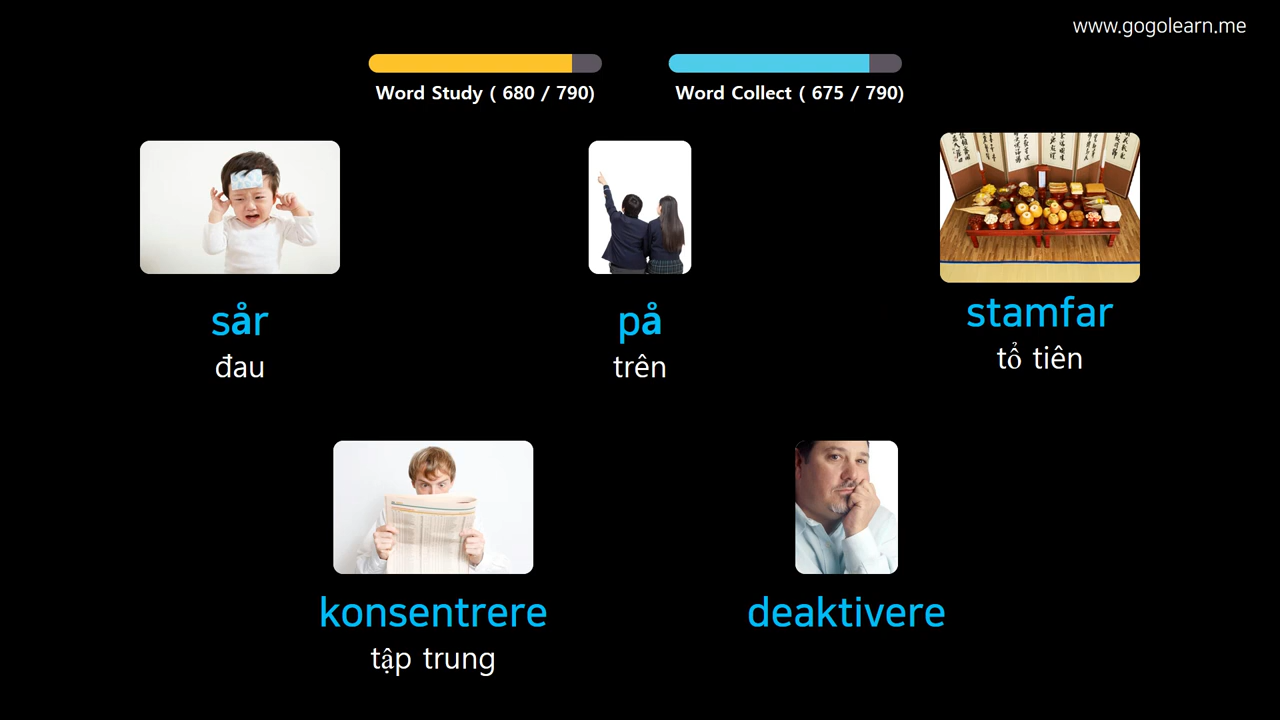 www.gogolearn.me
Word Study ( 680 / 790)
Word Collect ( 675 / 790)
sår
đau
på
trên
stamfar
tổ tiên
konsentrere
tập trung
deaktivere